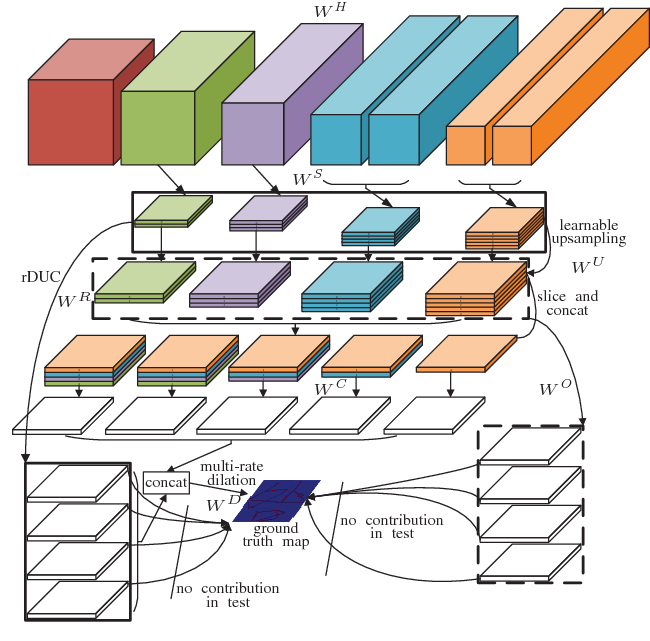 W^H
W^S
learnable
upsampling
rDUC
W^R
W^U
slice and
concat
W^C
W^O
multi-rate
dilation
concat
W^D
ground
truth map
no contribution
in test
no contribution
in test